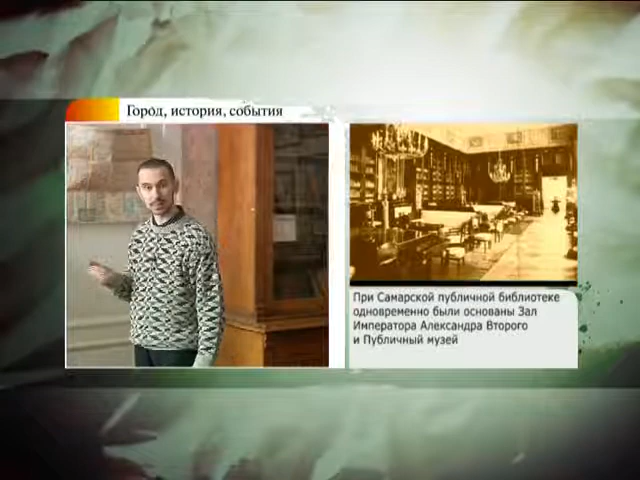 Город, история, события
При Самарской публичной библиотеке
одновременно были основаны Зал
Императора Александра Второго
и Публичный музей